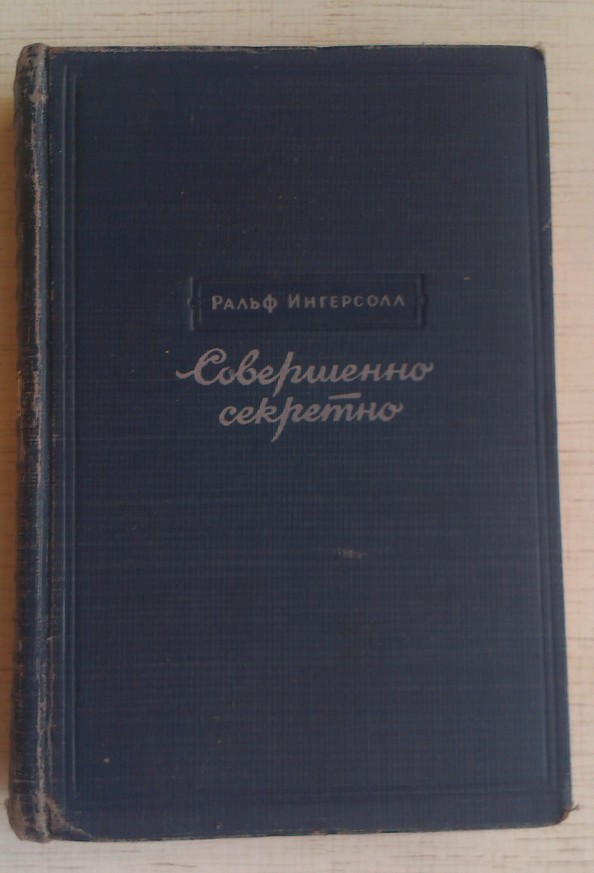 Ральф Ингерсолл
Совершенно
секретно